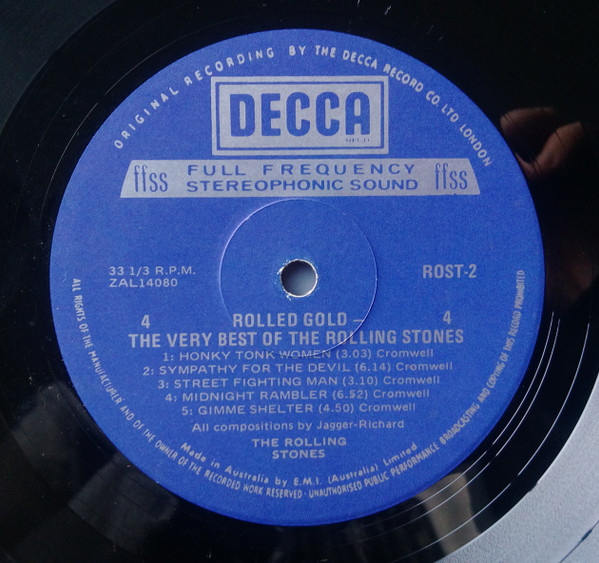 ORIGINAL RECORDING BY THE DECCA RECORD CO. LTD. LONDON
DECCA
ffss FULL FREQUENCY STEREOPHONIC SOUND ffss
33 1/3 R.P.M. ROST-2
ZAL14080
4 ROLLED GOLD – 4
THE VERY BEST OF THE ROLLING STONES
1: HONKY TONK WOMEN (3.03) Cromwell
2: SYMPATHY FOR THE DEVIL (6.14) Cromwell
3: STREET FIGHTING MAN (3.10) Cromwell
4: MIDNIGHT RAMBLER (6.52) Cromwell
5: GIMME SHELTER (4.50) Cromwell
All compositions by Jagger-Richard
THE ROLLING
STONES
Made in Australia by E.M.I. (Australia) Limited
ALL RIGHTS OF THE MANUFACTURER AND OF THE OWNER OF THE RECORDED WORK RESERVED · UNAUTHORISED PUBLIC PERFORMANCE BROADCASTING AND COPYING OF THIS RECORD PROHIBITED